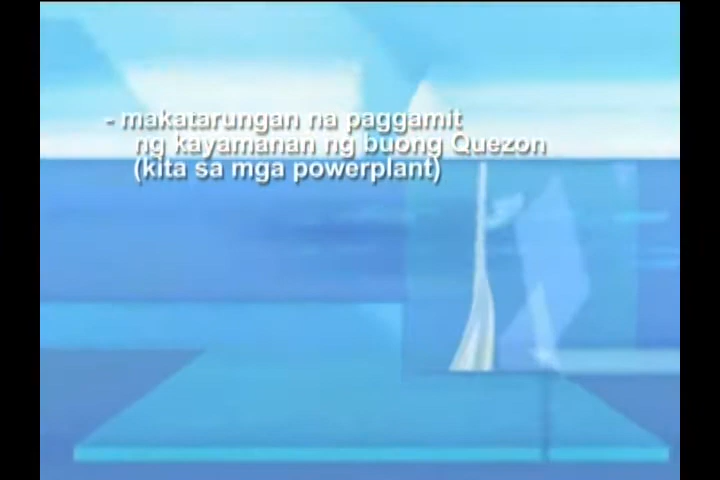 - makatarungan na paggamit
ng kayamanan ng buong Quezon
(kita sa mga powerplant)